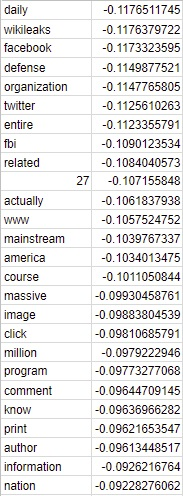 daily -0.1176511745
wikileaks -0.1176379722
facebook -0.1173323595
defense -0.1149877521
organization -0.1147765805
twitter -0.1125610263
entire -0.1123355791
fbi -0.1090123534
related -0.1084040573
27 -0.107155848
actually -0.1061837938
www -0.1057524752
mainstream -0.1039767337
america -0.1034013475
course -0.1011050844
massive -0.09930458761
image -0.09883804539
click -0.09810685791
million -0.0979222946
program -0.09773277068
comment -0.09644709145
know -0.09636966282
print -0.09621653547
author -0.09613448517
information -0.0926216764
nation -0.09228276062